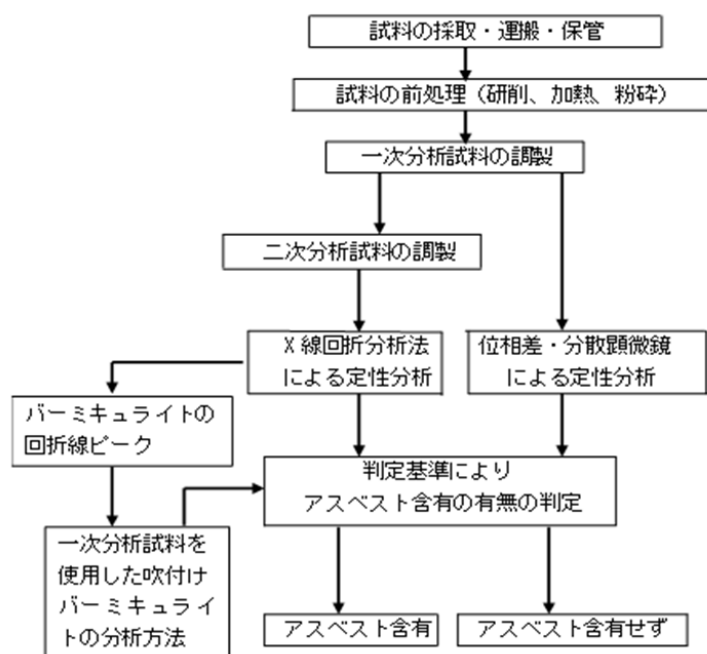 試料の採取・運搬・保管
試料の前処理（研削、加熱、粉砕）
一次分析試料の調製
二次分析試料の調製
X線回折分析法
による定性分析
位相差・分散顕微鏡
による定性分析
バーミキュライトの
回折線ピーク
判定基準により
アスベスト含有の有無の判定
一次分析試料を
使用した吹付け
バーミキュライ
トの分析方法
アスベスト含有
アスベスト含有せず